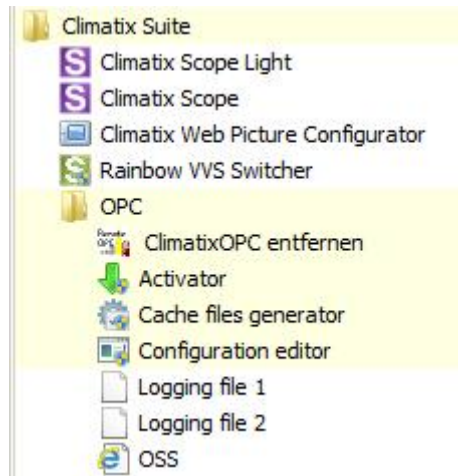 Climatix Suite
Climatix Scope Light
Climatix Scope
Climatix Web Picture Configurator
Rainbow VVS Switcher
OPC
ClimatixOPC entfernen
Activator
Cache files generator
Configuration editor
Logging file 1
Logging file 2
OSS